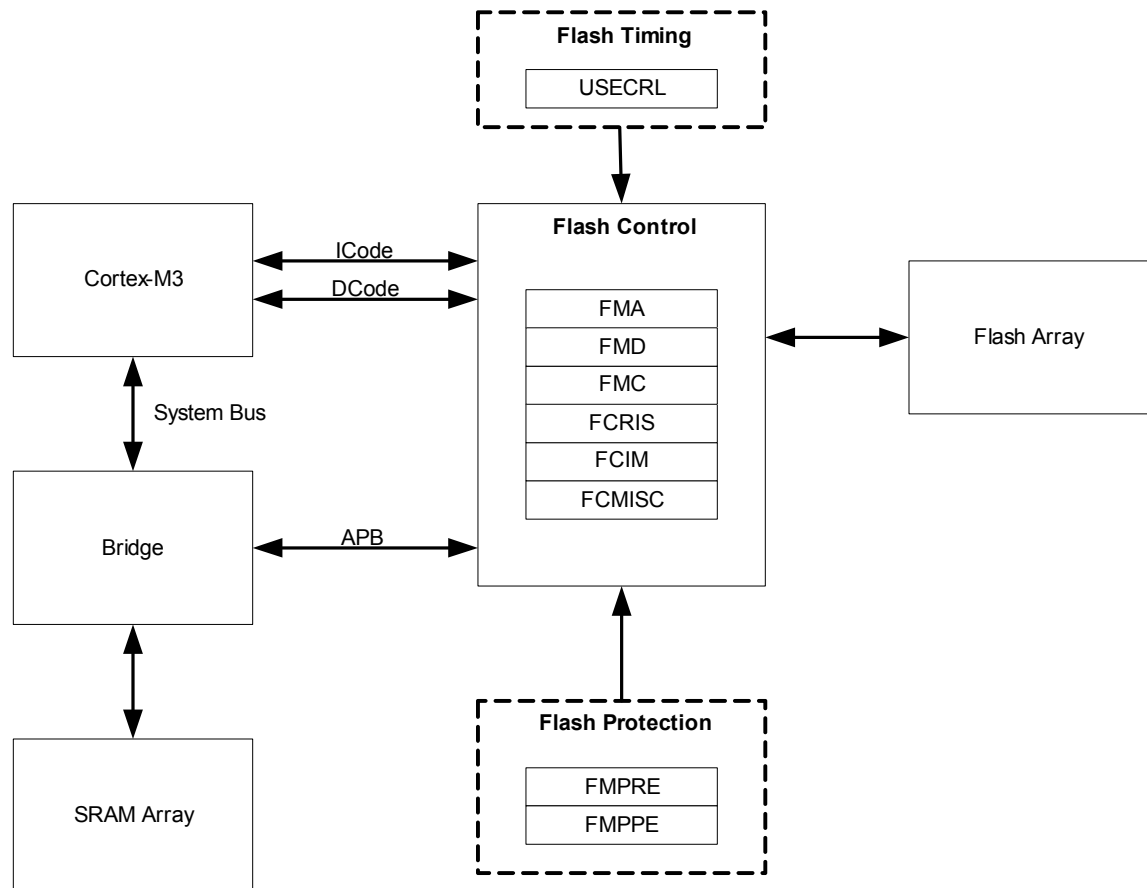 Flash Timing
USECRL
Flash Control
ICode
Cortex-M3
DCode
FMA
FMD
FMC
FCRIS
FCIM
FCMISC
Flash Array
System Bus
Bridge
APB
Flash Protection
FMPRE
FMPPE
SRAM Array